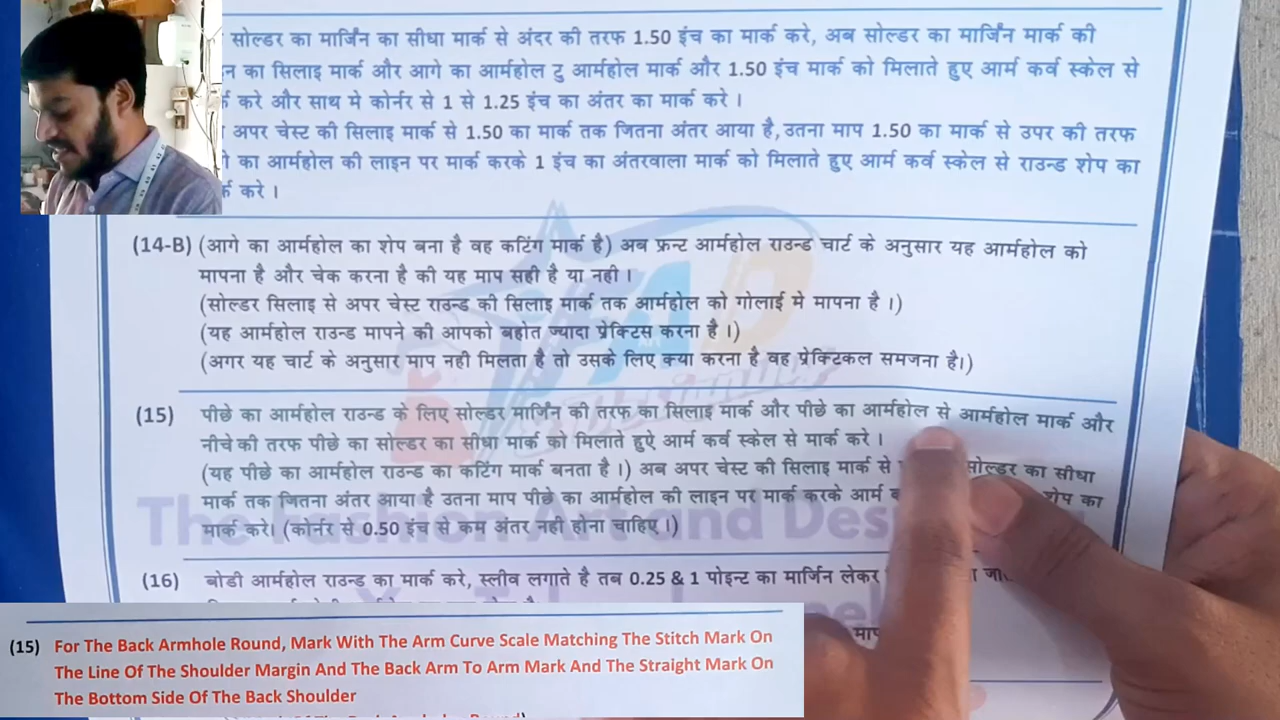 सोल्डर का मार्जिन का सीधा मार्क से अंदर की तरफ 1.50 इंच का मार्क करे, अब सोल्डर का मार्जिन मार्क की
का सिलाइ मार्क और आगे का आर्महोल टु आर्महोल मार्क और 1.50 इंच मार्क को मिलाते हुए आर्म कर्व स्केल से
करे और साथ मे कोर्नर से 1 से 1.25 इंच का अंतर का मार्क करे ।
अपर चेस्ट की सिलाइ मार्क से 1.50 का मार्क तक जितना अंतर आया है, उतना माप 1.50 का मार्क से उपर की तरफ
का आर्महोल की लाइन पर मार्क करके 1 इंच का अंतरवाला मार्क को मिलाते हुए आर्म कर्व स्केल से राउन्ड शेप का
करे ।
(14-B) (आगे का आर्महोल का शेप बना है वह कटिंग मार्क है) अब फ्रन्ट आर्महोल राउन्ड चार्ट के अनुसार यह आर्महोल को
मापना है और चेक करना है की यह माप सही है या नही ।
(सोल्डर सिलाइ से अपर चेस्ट राउन्ड की सिलाइ मार्क तक आर्महोल को गोलाई मे मापना है ।)
(यह आर्महोल राउन्ड मापने की आपको बहोत ज्यादा प्रेक्टिस करना है ।)
(अगर यह चार्ट के अनुसार माप नही मिलता है तो उसके लिए क्या करना है वह प्रेक्टिकल समजना है।)
(15) पीछे का आर्महोल राउन्ड के लिए सोल्डर मार्जिन की तरफ का सिलाइ मार्क और पीछे का आर्महोल से आर्महोल मार्क और
नीचे की तरफ पीछे का सोल्डर का सीधा मार्क को मिलाते हुऐ आर्म कर्व स्केल से मार्क करे ।
(यह पीछे का आर्महोल राउन्ड का कटिंग मार्क बनता है ।) अब अपर चेस्ट की सिलाइ मार्क से सोल्डर का सीधा
मार्क तक जितना अंतर आया है उतना माप पीछे का आर्महोल की लाइन पर मार्क करके आर्म शेप का
मार्क करे। (कोर्नर से 0.50 इंच से कम अंतर नही होना चाहिए ।)
The Fashion Art and
(16) बोडी आर्महोल राउन्ड का मार्क करे, स्लीव लगाते है तब 0.25 & 1 पोइन्ट का मार्जिन लेकर
(15) For The Back Armhole Round, Mark With The Arm Curve Scale Matching The Stitch Mark On
The Line Of The Shoulder Margin And The Back Arm To Arm Mark And The Straight Mark On
The Bottom Side Of The Back Shoulder